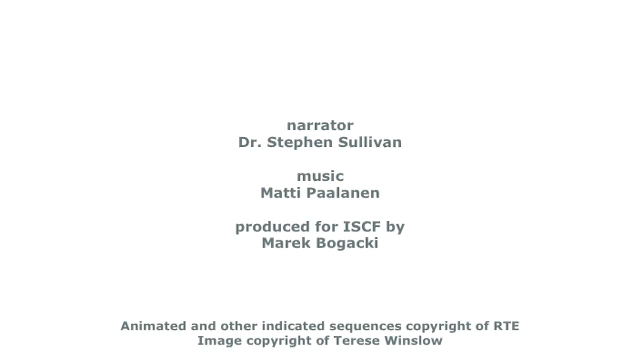 narrator
Dr. Stephen Sullivan
music
Matti Paalanen
produced for ISCF by
Marek Bogacki
Animated and other indicated sequences copyright of RTE
Image copyright of Terese Winslow